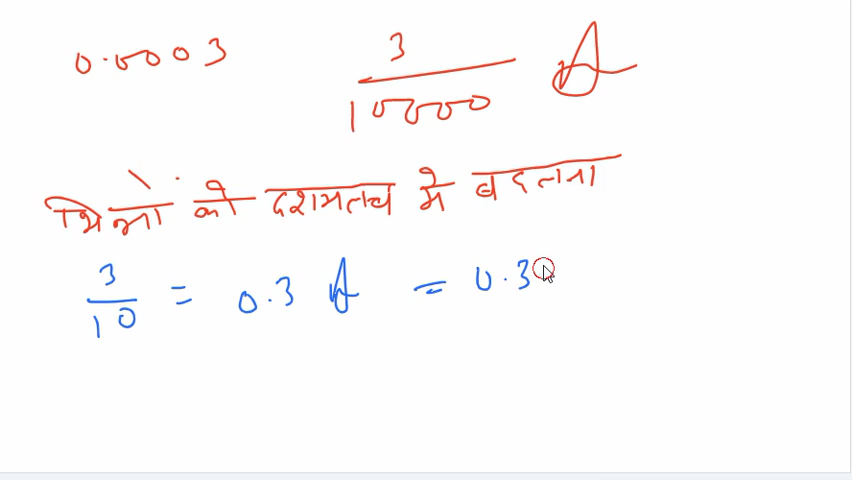 0.0003 3/10000 A
भिन्नों को दशमलव में बदलना
3/10 = 0.3 A = 0.3